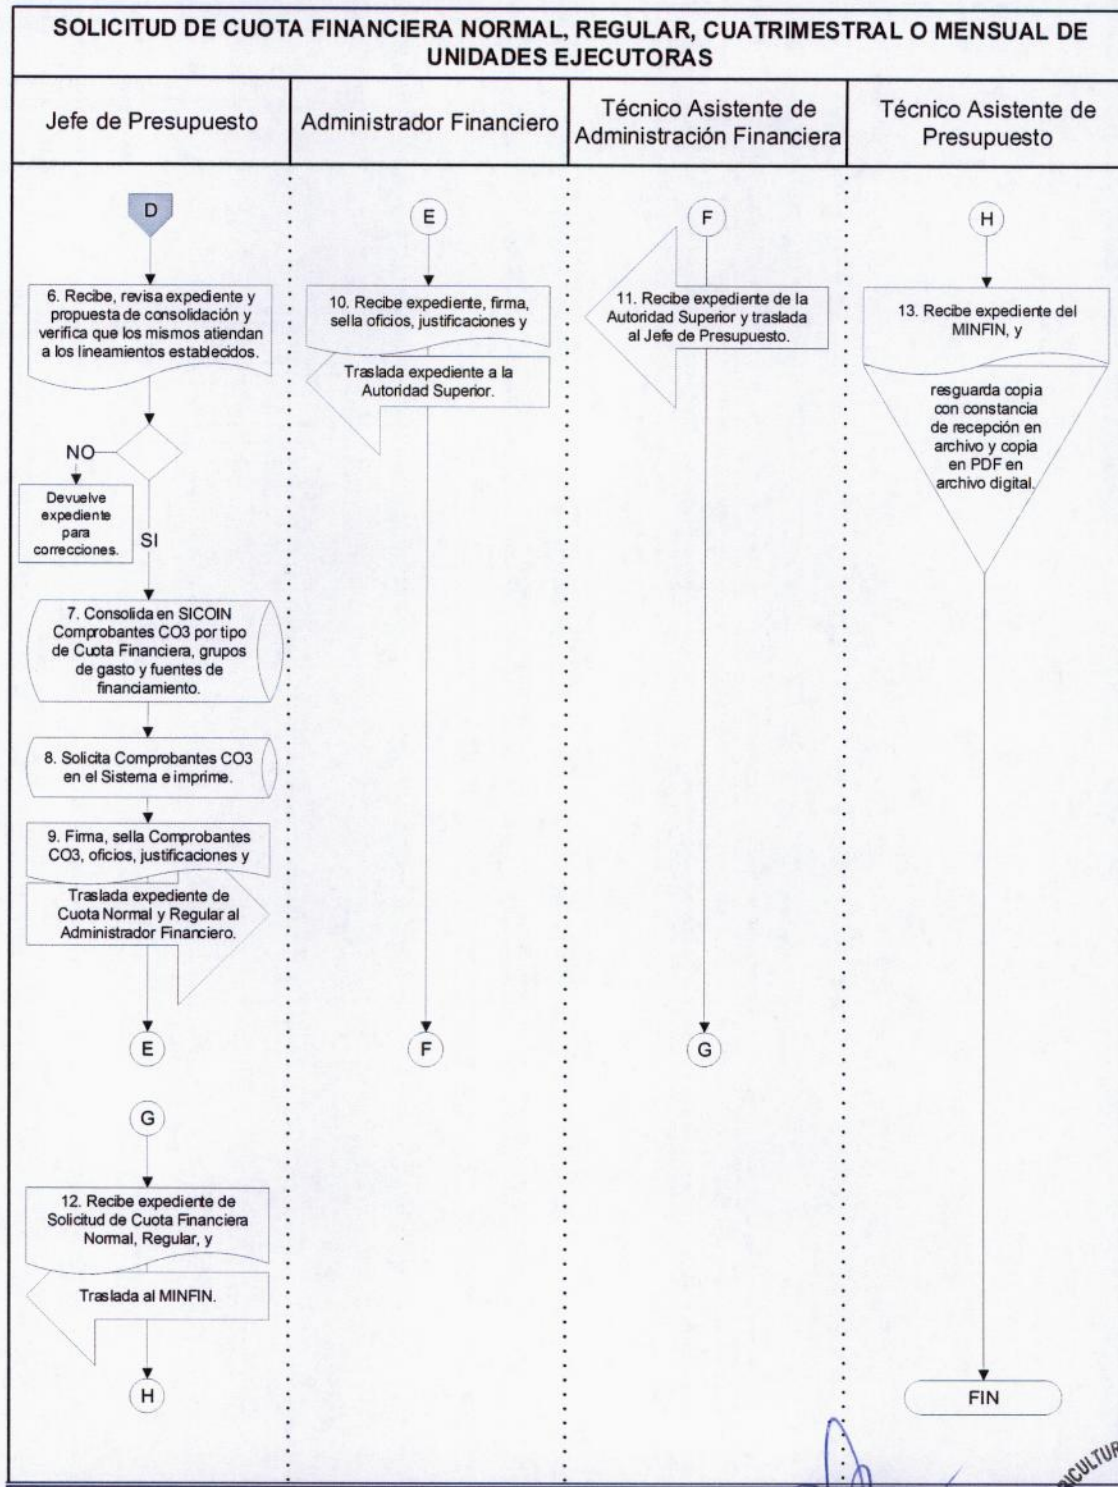 SOLICITUD DE CUOTA FINANCIERA NORMAL, REGULAR, CUATRIMESTRAL O MENSUAL DE
UNIDADES EJECUTORAS
Jefe de Presupuesto
Administrador Financiero
Técnico Asistente de
Administración Financiera
Técnico Asistente de
Presupuesto
D
6. Recibe, revisa expediente y
propuesta de consolidación y
verifica que los mismos atiendan
a los lineamientos establecidos.
NO
Devuelve
expediente
para
correcciones.
SI
7. Consolida en SICOIN
Comprobantes CO3 por tipo
de Cuota Financiera, grupos
de gasto y fuentes de
financiamiento.
8. Solicita Comprobantes CO3
en el Sistema e imprime.
9. Firma, sella Comprobantes
CO3, oficios, justificaciones y
Traslada expediente de
Cuota Normal y Regular al
Administrador Financiero.
E
G
12. Recibe expediente de
Solicitud de Cuota Financiera
Normal, Regular, y
Traslada al MINFIN.
H
E
10. Recibe expediente, firma,
sella oficios, justificaciones y
Traslada expediente a la
Autoridad Superior.
F
F
11. Recibe expediente de la
Autoridad Superior y traslada
al Jefe de Presupuesto.
G
H
13. Recibe expediente del
MINFIN, y
resguarda copia
con constancia
de recepción en
archivo y copia
en PDF en
archivo digital.
FIN